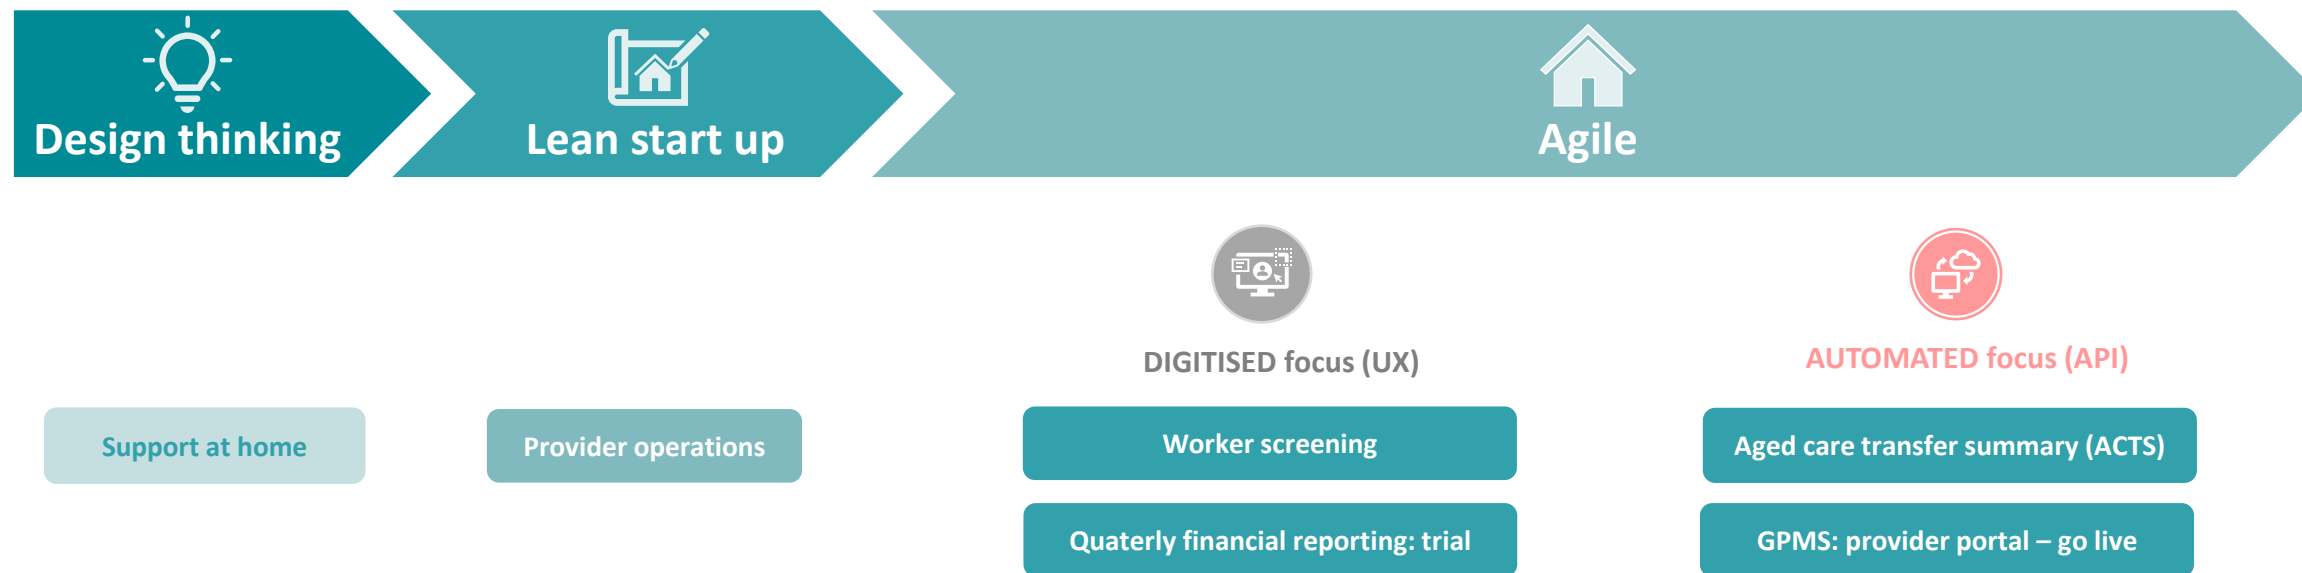 Design thinking
Lean start up
Agile
DIGITISED focus (UX)
AUTOMATED focus (API)
Support at home
Provider operations
Worker screening
Aged care transfer summary (ACTS)
Quaterly financial reporting: trial
GPMS: provider portal – go live